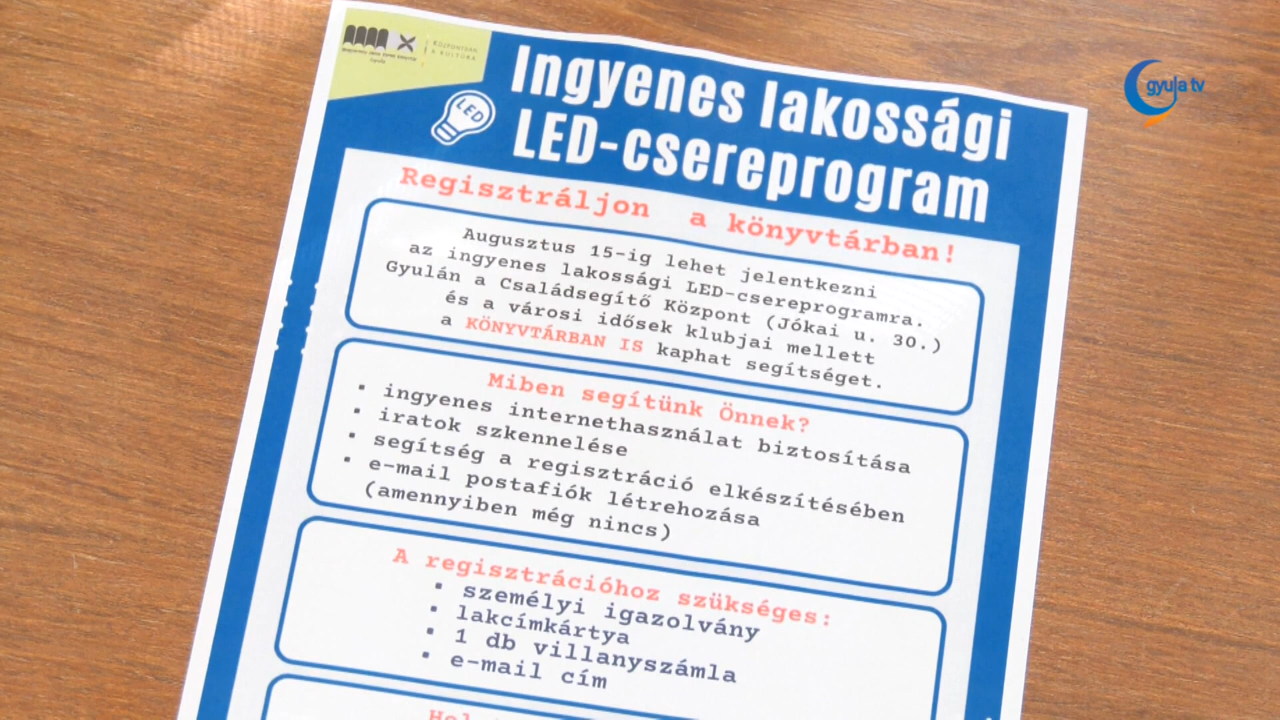 KÖZPONTBAN
A KULTÚRA
gyula tv
LED
Ingyenes lakossági
LED-csereprogram
Regisztráljon a könyvtárban!
Augusztus 15-ig lehet jelentkezni
az ingyenes lakossági LED-csereprogramra.
Gyulán a Családsegítő Központ (Jókai u. 30.)
és a városi idősek klubjai mellett
a KÖNYVTÁRBAN IS kaphat segítséget.
Miben segítünk Önnek?
▪ ingyenes internethasználat biztosítása
▪ iratok szkennelése
▪ segítség a regisztráció elkészítésében
▪ e-mail postafiók létrehozása
(amennyiben még nincs)
A regisztrációhoz szükséges:
▪ személyi igazolvány
▪ lakcímkártya
▪ 1 db villanyszámla
▪ e-mail cím